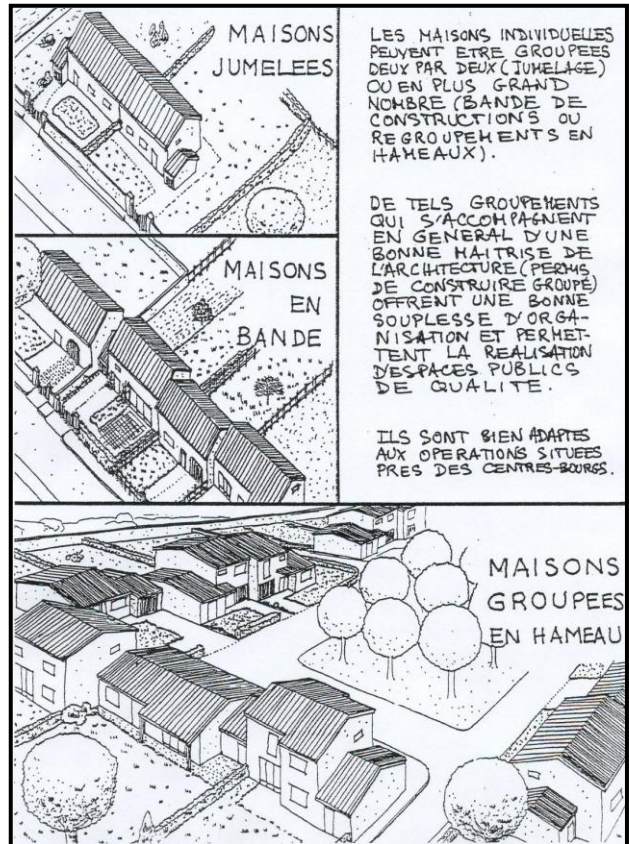 MAISONS
JUMELEES
LES MAISONS INDIVIDUELLES
PEUVENT ETRE GROUPEES
DEUX PAR DEUX (JUMELAGE)
OU EN PLUS GRAND
NOMBRE (BANDE DE
CONSTRUCTIONS OU
REGROUPEMENTS EN
HAMEAUX).
DE TELS GROUPEMENTS
QUI S'ACCOMPAGNENT
EN GENERAL D'UNE
BONNE MAITRISE DE
L'ARCHITECTURE (PERMIS
DE CONSTRUIRE GROUPÉ)
OFFRENT UNE BONNE
SOUPLESSE D'ORGA-
NISATION ET PERMET-
TENT LA REALISATION
D'ESPACES PUBLICS
DE QUALITE.
ILS SONT BIEN ADAPTES
AUX OPERATIONS SITUEES
PRES DES CENTRES-BOURGS.
MAISONS
EN
BANDE
MAISONS
GROUPEES
EN HAMEAU